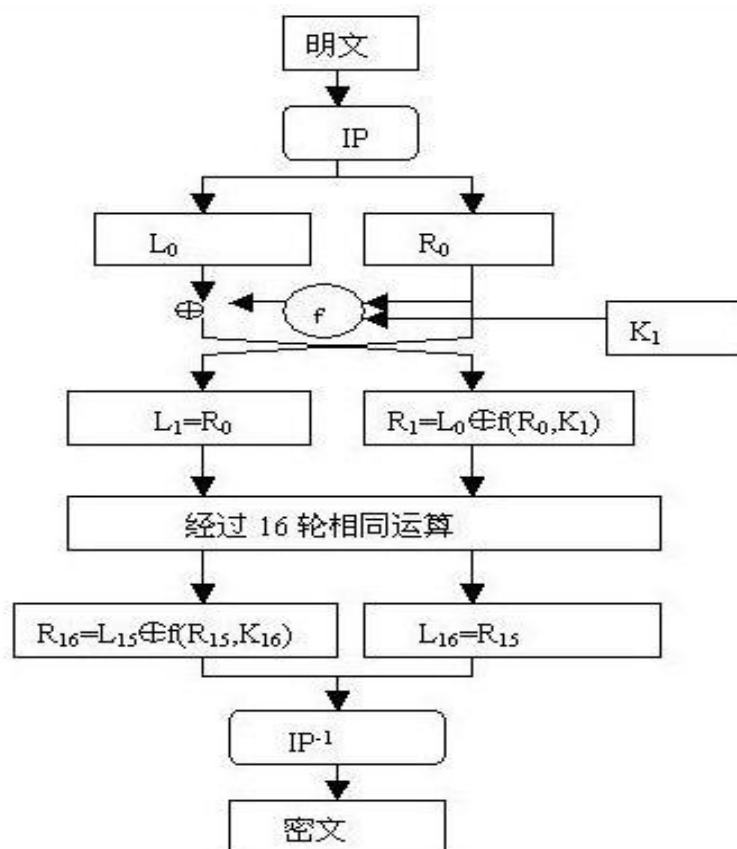 明文
IP
L₀
R₀
⊕
f
K₁
L₁=R₀
R₁=L₀⊕f(R₀,K₁)
经过 16 轮相同运算
R₁₆=L₁₅⊕f(R₁₅,K₁₆)
L₁₆=R₁₅
IP⁻¹
密文